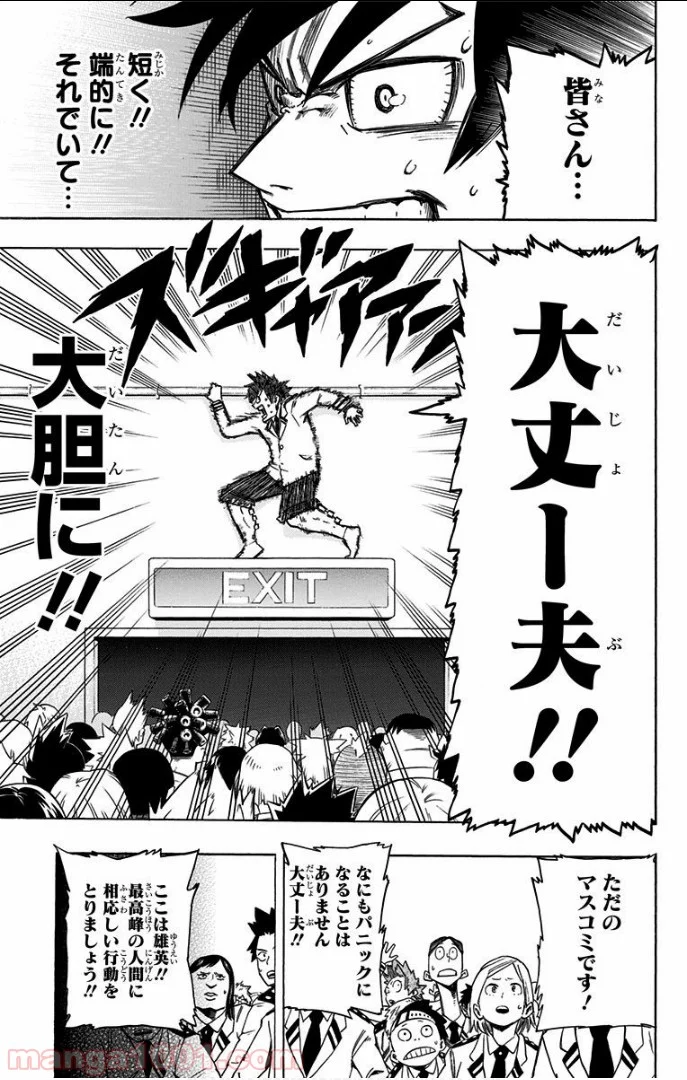 皆さん…
短く!!
端的に!!
それでいて…
大丈ー夫!!
ズギャアアン
大胆に!!
EXIT
ただの
マスコミです!
なにもパニックに
なることは
ありません
大丈ー夫!!
ここは雄英!!
最高峰の人間に
相応しい行動を
とりましょう!!
manga1001.com